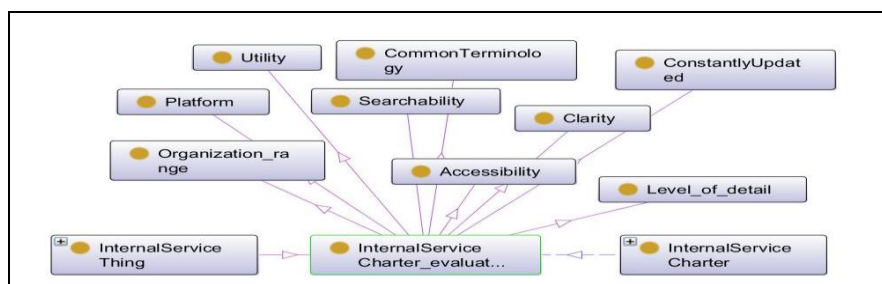 Utility
CommonTerminolo
gy
ConstantlyUpdat
ed
Platform
Searchability
Clarity
Organization_ra
nge
Accessibility
Level_of_detail
InternalService
Thing
InternalService
Charter_evaluat...
InternalService
Charter